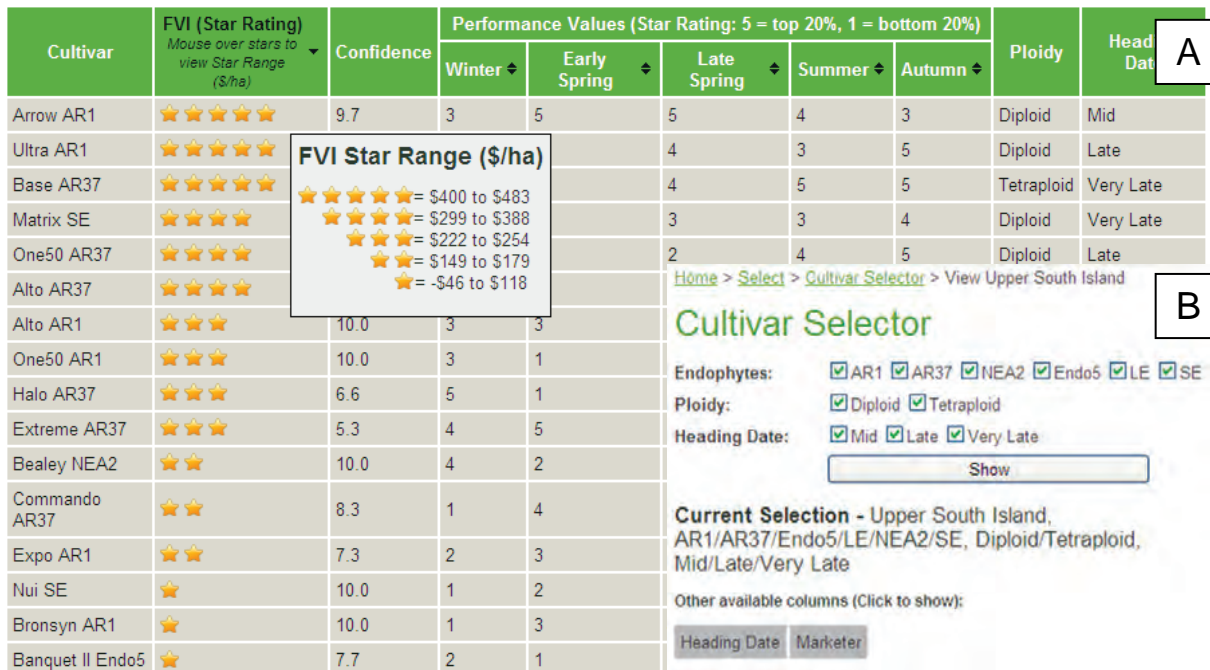 Cultivar
FVI (Star Rating)
Mouse over stars to
view Star Range
($/ha)
Confidence
Performance Values (Star Rating: 5 = top 20%, 1 = bottom 20%)
Winter
Early
Spring
Late
Spring
Summer
Autumn
Ploidy
Head
Dat
A
Arrow AR1 9.7 3 5 5 4 3 Diploid Mid
Ultra AR1 4 3 5 Diploid Late
Base AR37 4 5 5 Tetraploid Very Late
Matrix SE 3 3 4 Diploid Very Late
One50 AR37 2 4 5 Diploid Late
Alto AR37
Alto AR1 10.0 3 3
One50 AR1 10.0 3 1
Halo AR37 6.6 5 1
Extreme AR37 5.3 4 5
Bealey NEA2 10.0 4 2
Commando
AR37 8.3 1 4
Expo AR1 7.3 2 3
Nui SE 10.0 1 2
Bronsyn AR1 10.0 1 3
Banquet II Endo5 7.7 2 1
FVI Star Range ($/ha)
= $400 to $483
= $299 to $388
= $222 to $254
= $149 to $179
= -$46 to $118
Home > Select > Cultivar Selector > View Upper South Island
B
Cultivar Selector
Endophytes: AR1 AR37 NEA2 Endo5 LE SE
Ploidy: Diploid Tetraploid
Heading Date: Mid Late Very Late
Show
Current Selection - Upper South Island,
AR1/AR37/Endo5/LE/NEA2/SE, Diploid/Tetraploid,
Mid/Late/Very Late
Other available columns (Click to show):
Heading Date Marketer